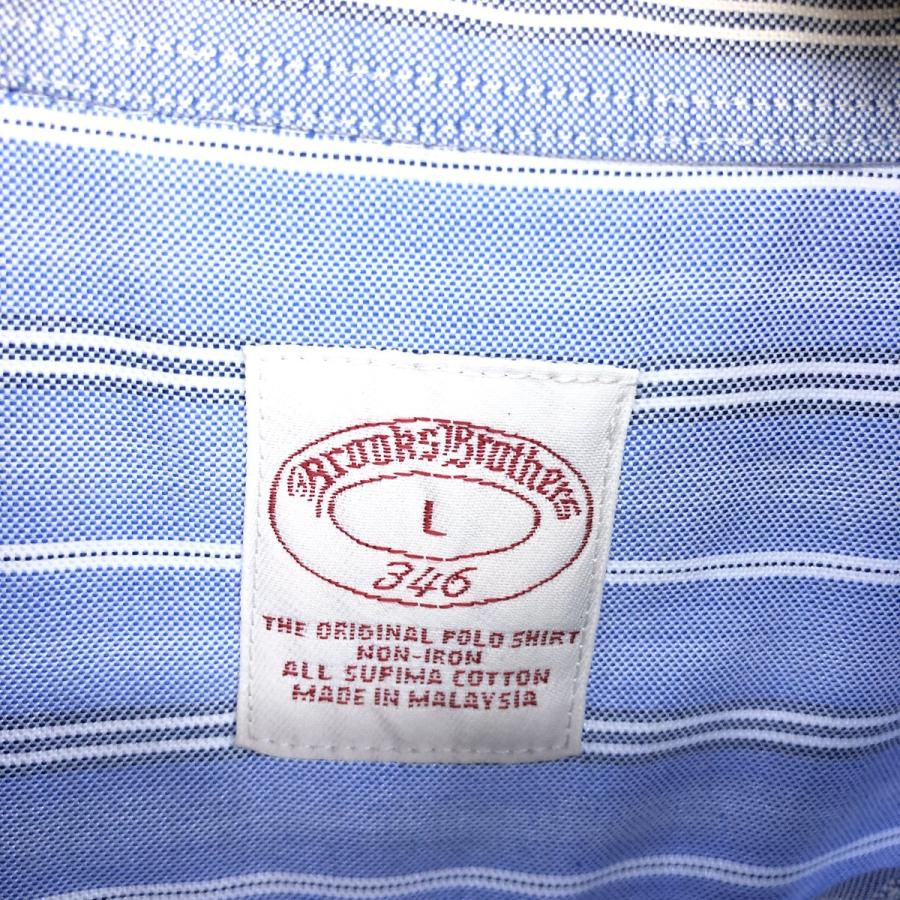 Brooks Brothers
L
346
THE ORIGINAL POLO SHIRT
NON-IRON
ALL SUPIMA COTTON
MADE IN MALAYSIA